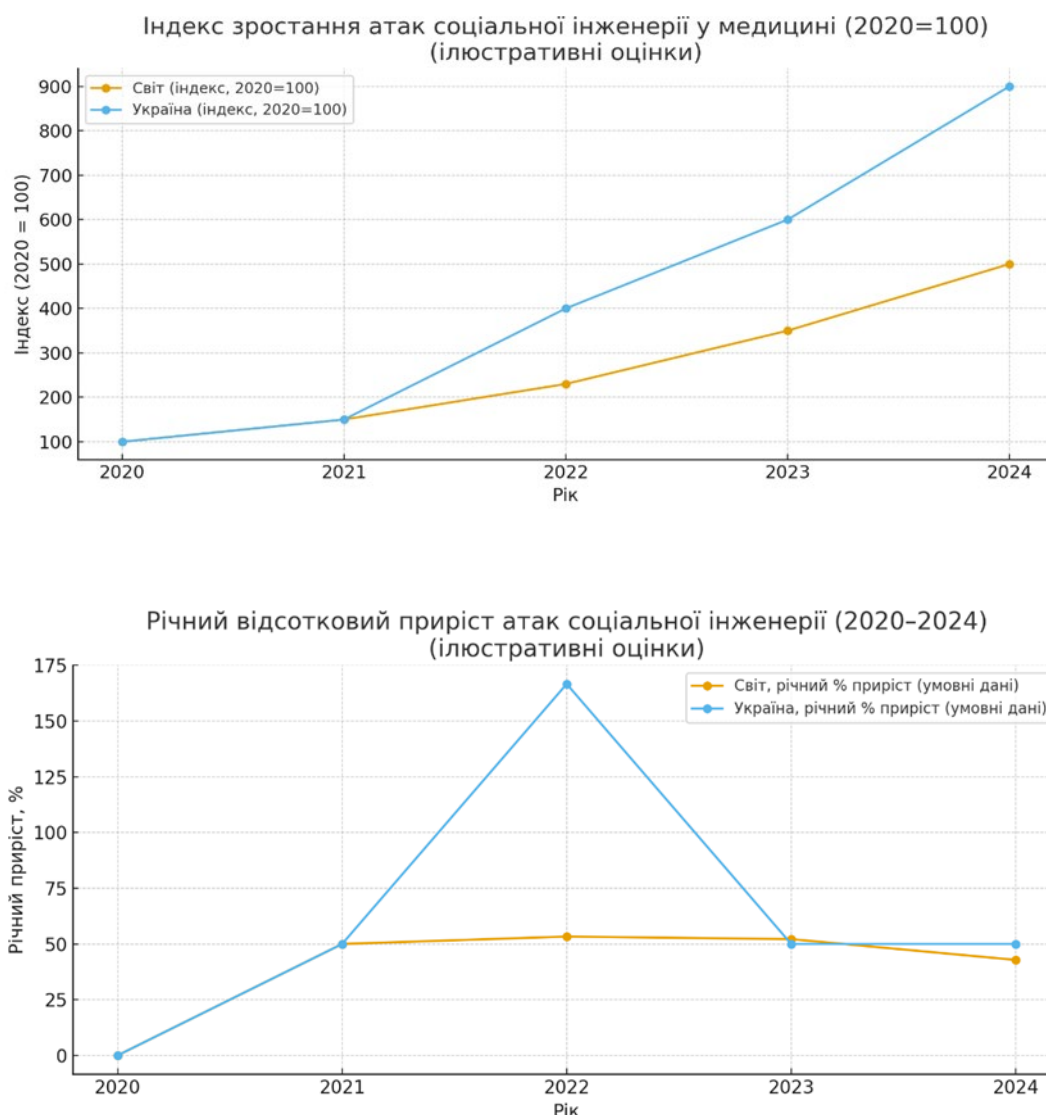 Індекс зростання атак соціальної інженерії у медицині (2020=100)
(ілюстративні оцінки)
Світ (індекс, 2020=100)
Україна (індекс, 2020=100)
Індекс (2020 = 100)
900
800
700
600
500
400
300
200
100
2020 2021 2022 2023 2024
Рік
Річний відсотковий приріст атак соціальної інженерії (2020–2024)
(ілюстративні оцінки)
Світ, річний % приріст (умовні дані)
Україна, річний % приріст (умовні дані)
Річний приріст, %
175
150
125
100
75
50
25
0
2020 2021 2022 2023 2024
Рік